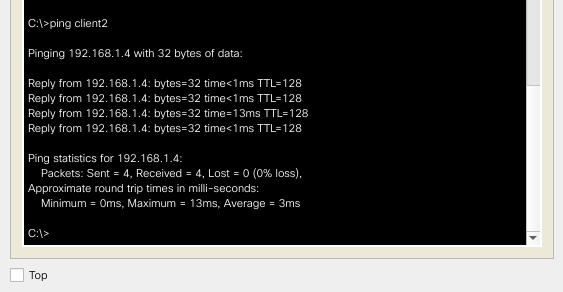 C:\>ping client2
Pinging 192.168.1.4 with 32 bytes of data:
Reply from 192.168.1.4: bytes=32 time<1ms TTL=128
Reply from 192.168.1.4: bytes=32 time<1ms TTL=128
Reply from 192.168.1.4: bytes=32 time=13ms TTL=128
Reply from 192.168.1.4: bytes=32 time<1ms TTL=128
Ping statistics for 192.168.1.4:
Packets: Sent = 4, Received = 4, Lost = 0 (0% loss),
Approximate round trip times in milli-seconds:
Minimum = 0ms, Maximum = 13ms, Average = 3ms
C:\>
Top